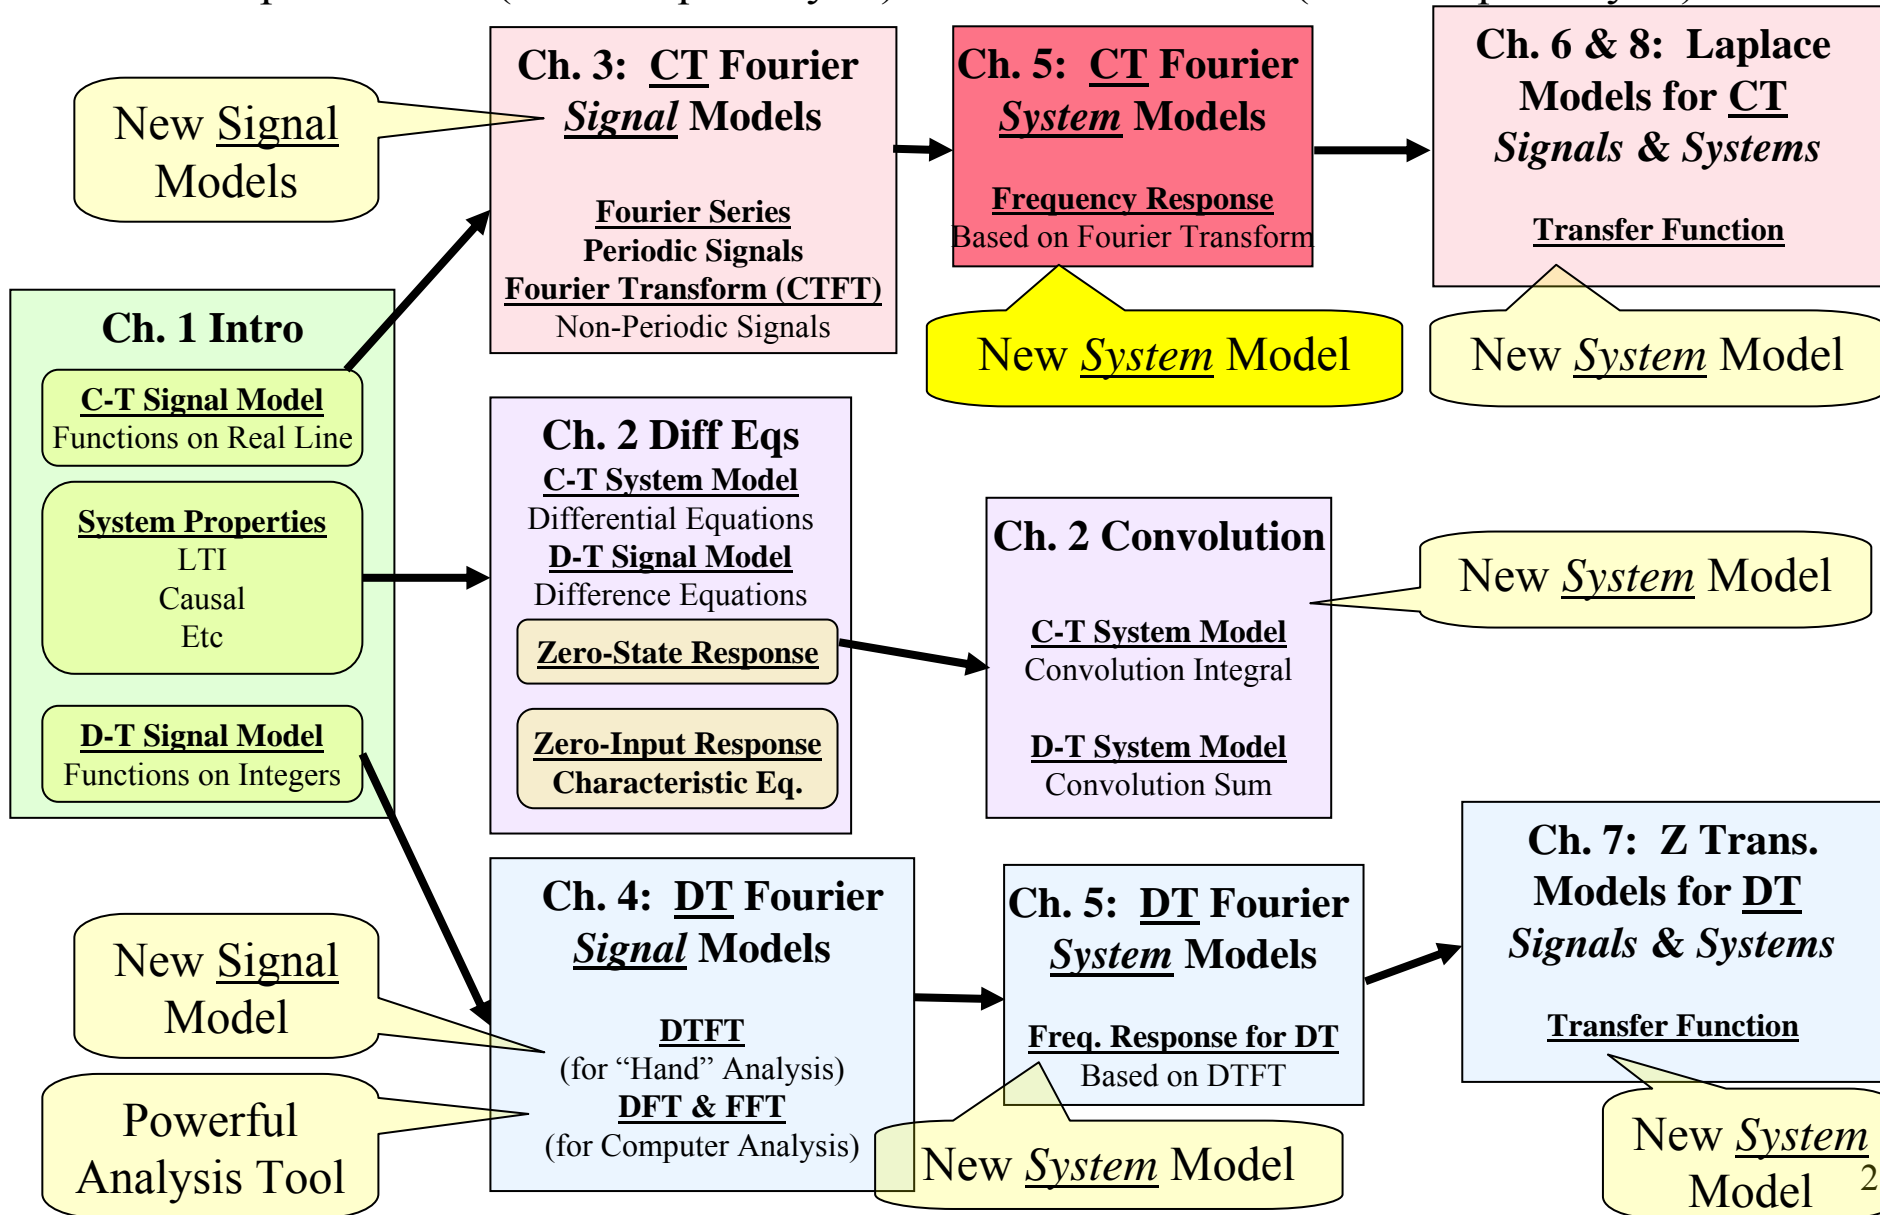 Ch. 3: CT Fourier
Signal Models
Fourier Series
Periodic Signals
Fourier Transform (CTFT)
Non-Periodic Signals
Ch. 5: CT Fourier
System Models
Frequency Response
Based on Fourier Transform
Ch. 6 & 8: Laplace
Models for CT
Signals & Systems
Transfer Function
New Signal
Models
New System Model
New System Model
Ch. 1 Intro
C-T Signal Model
Functions on Real Line
System Properties
LTI
Causal
Etc
D-T Signal Model
Functions on Integers
Ch. 2 Diff Eqs
C-T System Model
Differential Equations
D-T Signal Model
Difference Equations
Zero-State Response
Zero-Input Response
Characteristic Eq.
Ch. 2 Convolution
C-T System Model
Convolution Integral
D-T System Model
Convolution Sum
New System Model
Ch. 4: DT Fourier
Signal Models
DTFT
(for “Hand” Analysis)
DFT & FFT
(for Computer Analysis)
New Signal
Model
Powerful
Analysis Tool
Ch. 5: DT Fourier
System Models
Freq. Response for DT
Based on DTFT
New System Model
Ch. 7: Z Trans.
Models for DT
Signals & Systems
Transfer Function
New System
Model
2